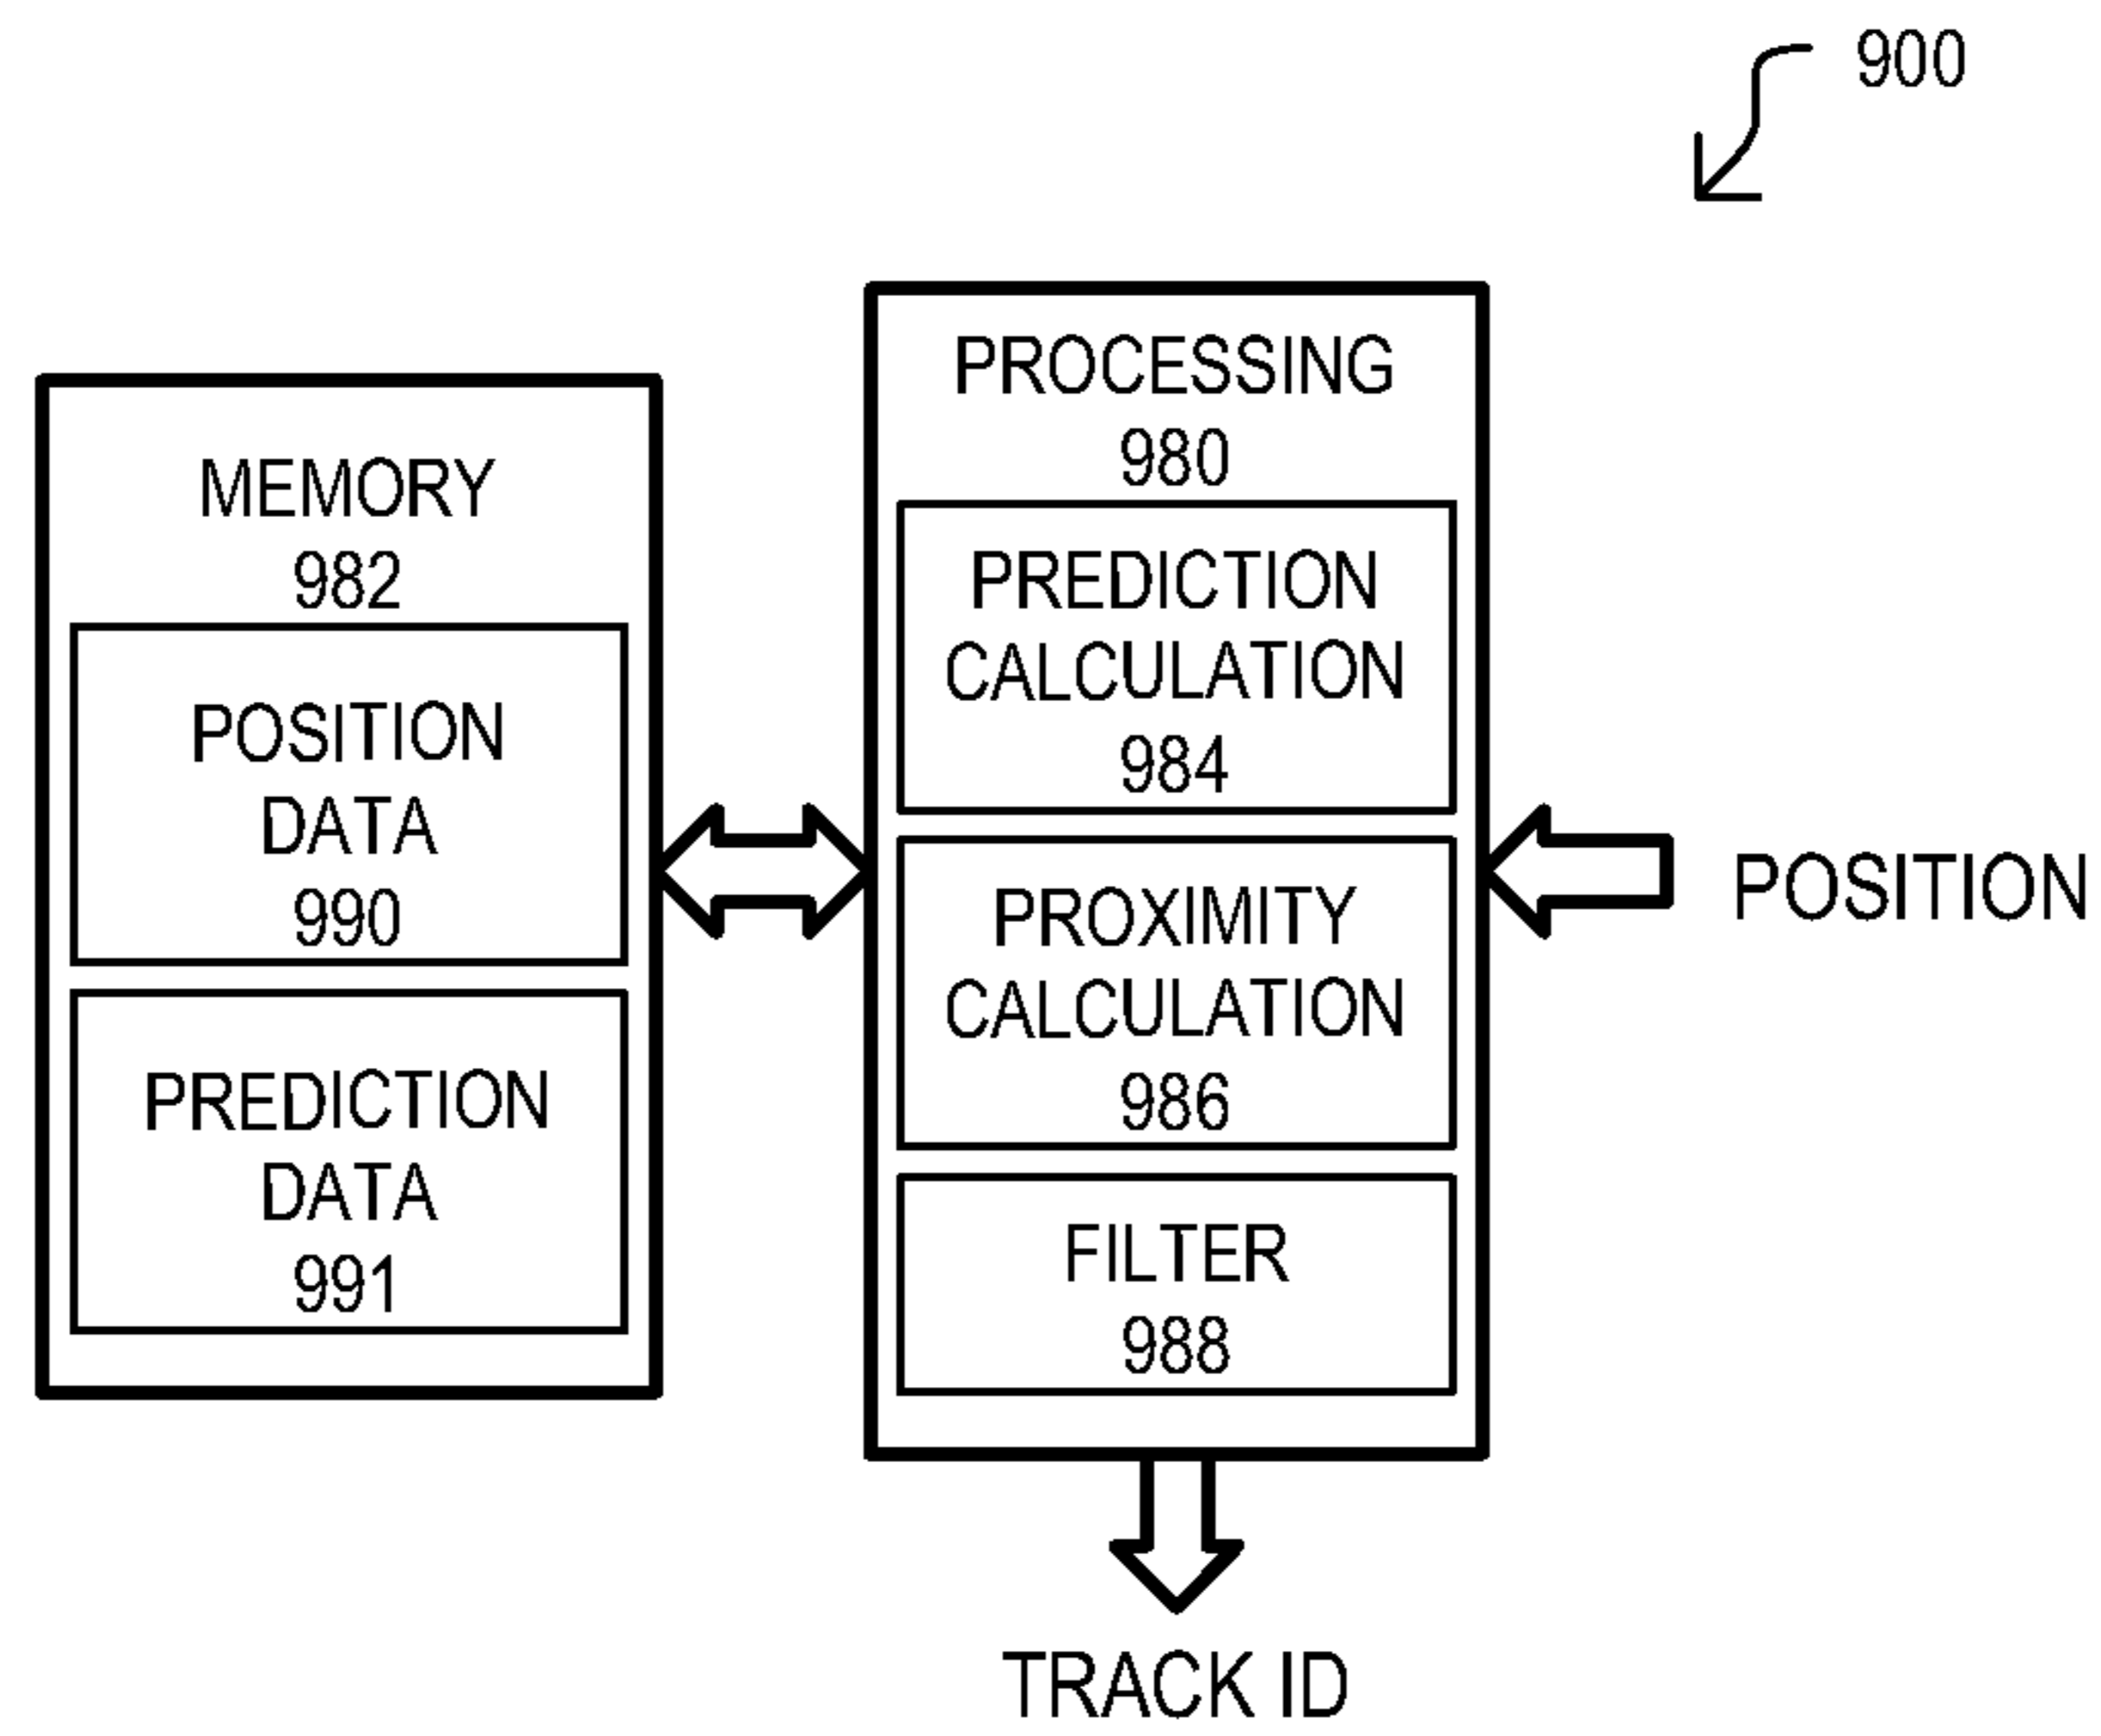 900
MEMORY
982
POSITION
DATA
990
PREDICTION
DATA
991
PROCESSING
980
PREDICTION
CALCULATION
984
PROXIMITY
CALCULATION
986
FILTER
988
POSITION
TRACK ID